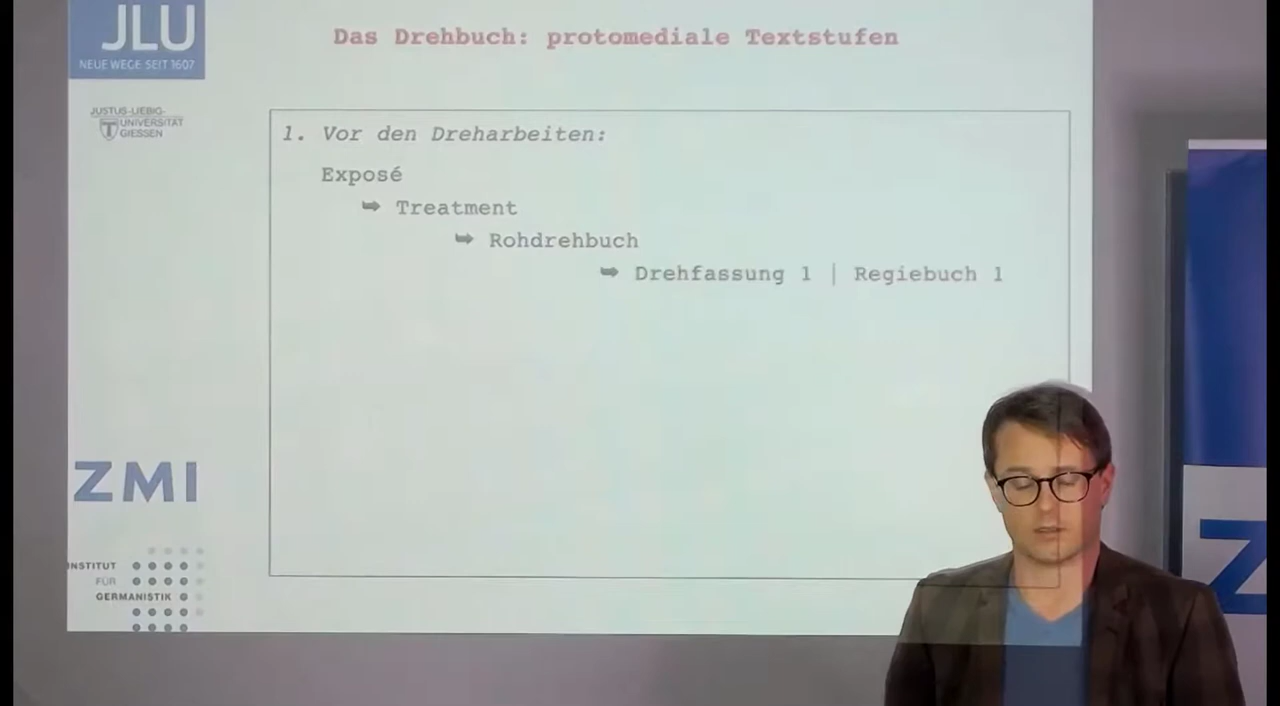 JLU
NEUE WEGE SEIT 1607
Das Drehbuch: protomediale Textstufen
JUSTUS-LIEBIG-
UNIVERSITÄT
GIESSEN
1. Vor den Dreharbeiten:
Exposé
➥ Treatment
➥ Rohdrehbuch
➥ Drehfassung 1 | Regiebuch 1
ZMI
INSTITUT
FÜR
GERMANISTIK
Z